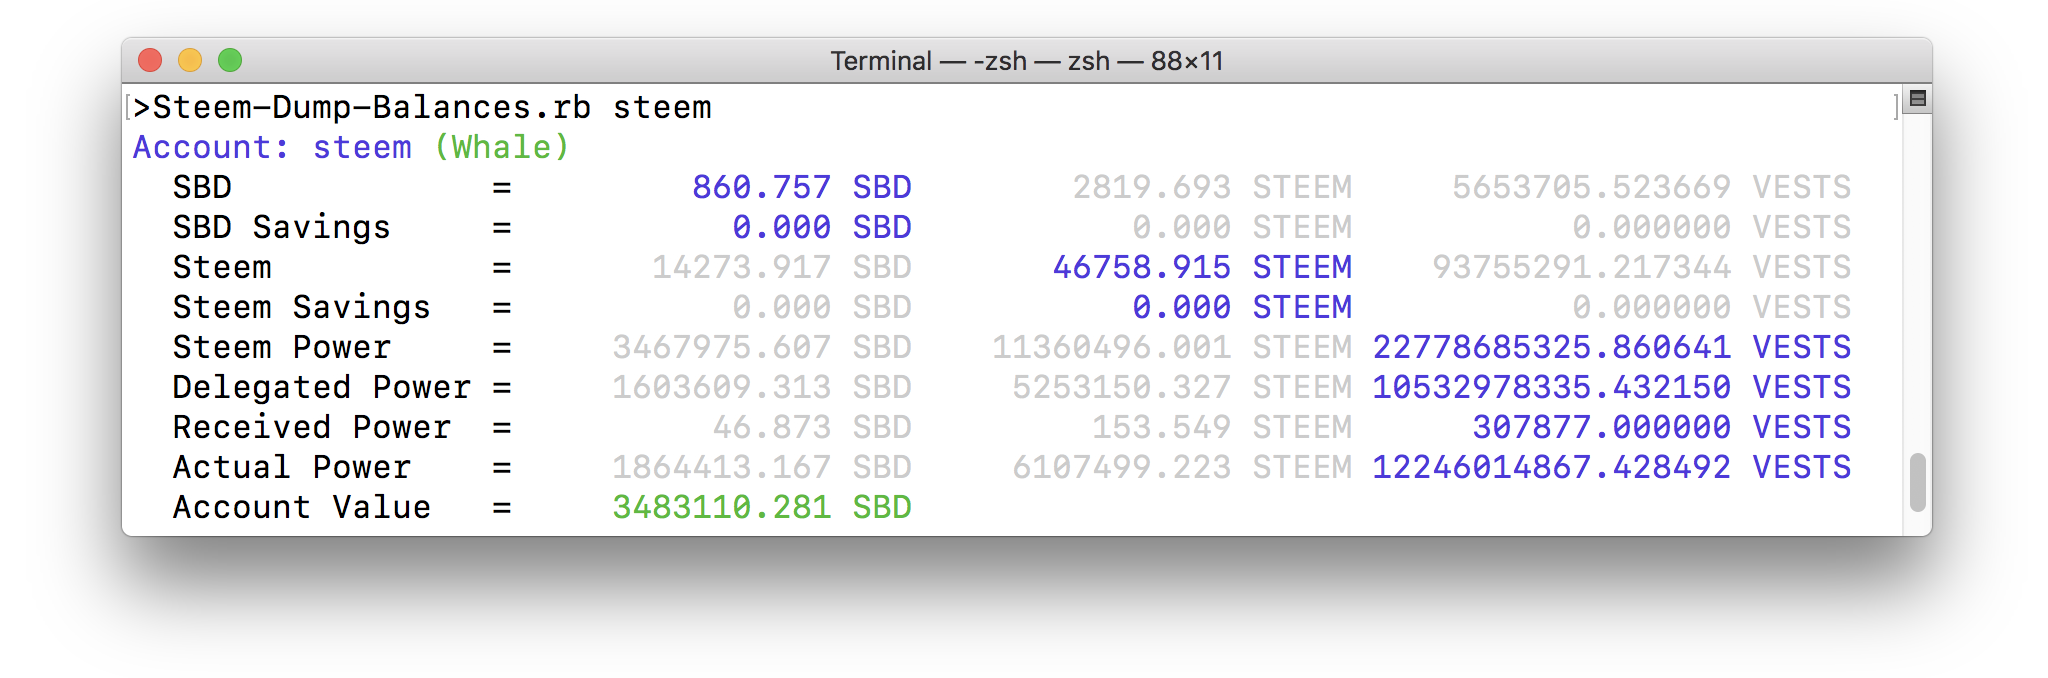 Terminal — -zsh — zsh — 88×11
[>Steem-Dump-Balances.rb steem ]
Account: steem (Whale)
SBD = 860.757 SBD 2819.693 STEEM 5653705.523669 VESTS
SBD Savings = 0.000 SBD 0.000 STEEM 0.000000 VESTS
Steem = 14273.917 SBD 46758.915 STEEM 93755291.217344 VESTS
Steem Savings = 0.000 SBD 0.000 STEEM 0.000000 VESTS
Steem Power = 3467975.607 SBD 11360496.001 STEEM 22778685325.860641 VESTS
Delegated Power = 1603609.313 SBD 5253150.327 STEEM 10532978335.432150 VESTS
Received Power = 46.873 SBD 153.549 STEEM 307877.000000 VESTS
Actual Power = 1864413.167 SBD 6107499.223 STEEM 12246014867.428492 VESTS
Account Value = 3483110.281 SBD